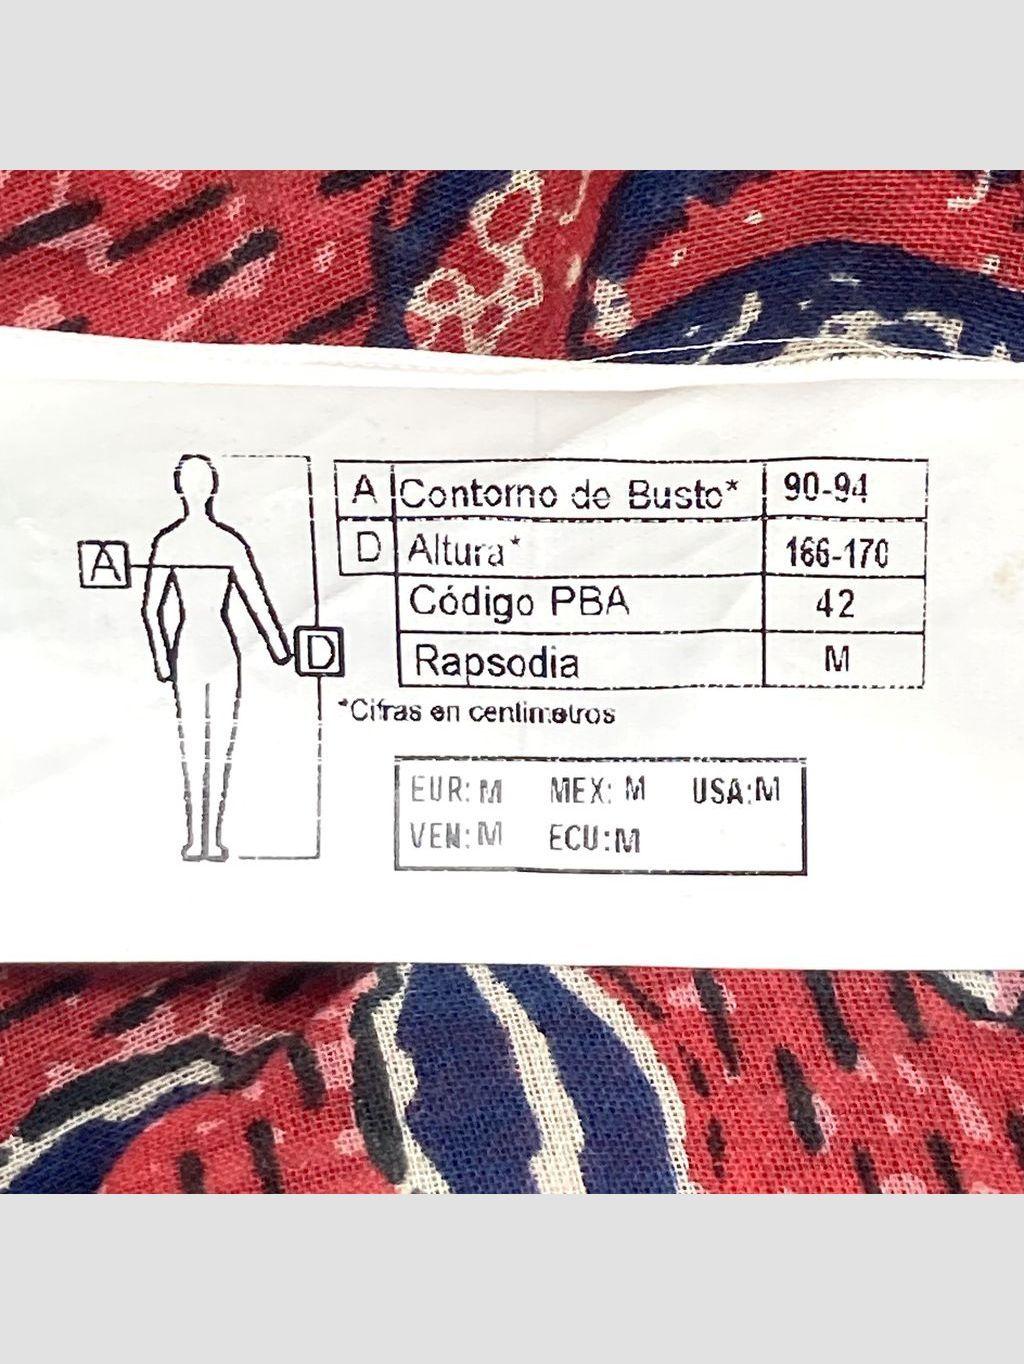 A Contorno de Busto* 90-94
D Altura* 166-170
Código PBA 42
Rapsodia M
*Cifras en centimetros
A
D
EUR: M MEX: M USA:M
VEN: M ECU:M